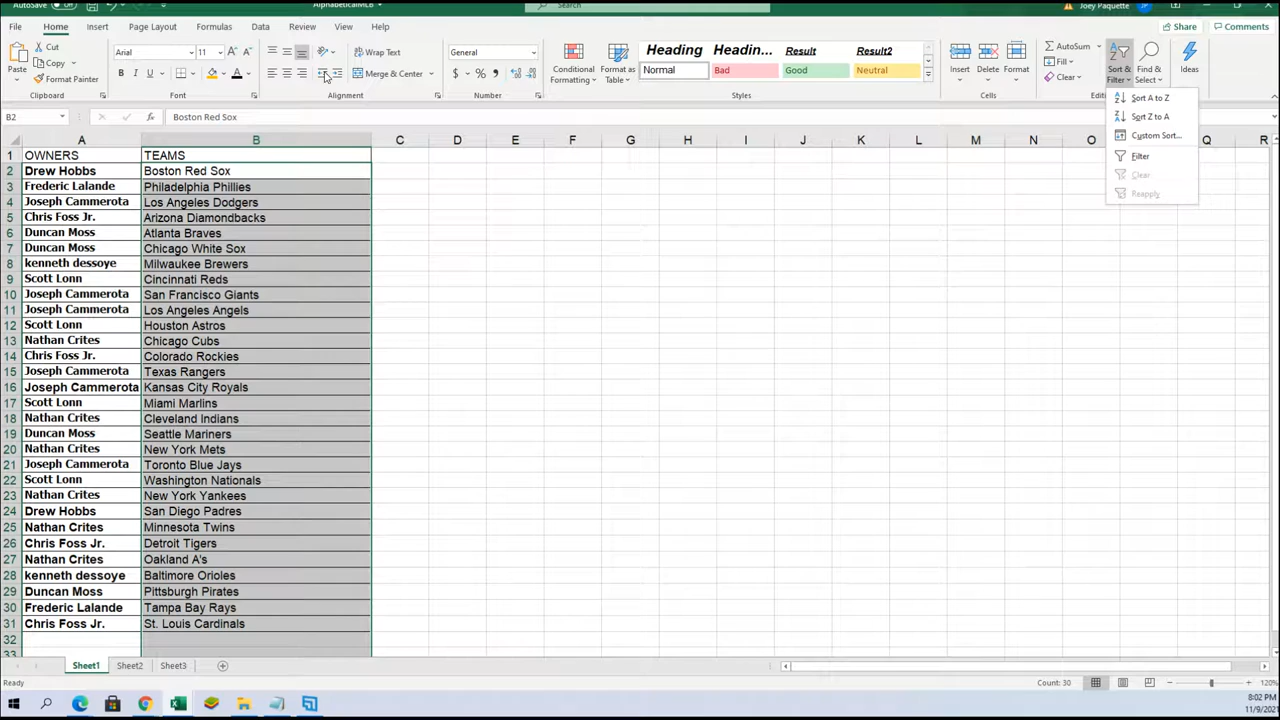 AutoSave OFF AlphabeticalMLB Search Joey Paquette JP
File Home Insert Page Layout Formulas Data Review View Help Share Comments
Paste Cut Copy Format Painter Clipboard
Arial 11 A A B I U A Font
Wrap Text Merge & Center Alignment
General $ % Number
Conditional Formatting Format as Table
Heading Headin... Result Result2
Normal Bad Good Neutral
Styles
Insert Delete Format Cells
AutoSum Fill Clear Sort & Filter Find & Select Editing
Ideas
Sort A to Z
Sort Z to A
Custom Sort...
Filter
Clear
Reapply
B2 fx Boston Red Sox
A B C D E F G H I J K L M N O Q R
1 OWNERS TEAMS
2 Drew Hobbs Boston Red Sox
3 Frederic Lalande Philadelphia Phillies
4 Joseph Cammerota Los Angeles Dodgers
5 Chris Foss Jr. Arizona Diamondbacks
6 Duncan Moss Atlanta Braves
7 Duncan Moss Chicago White Sox
8 kenneth dessoye Milwaukee Brewers
9 Scott Lonn Cincinnati Reds
10 Joseph Cammerota San Francisco Giants
11 Joseph Cammerota Los Angeles Angels
12 Scott Lonn Houston Astros
13 Nathan Crites Chicago Cubs
14 Chris Foss Jr. Colorado Rockies
15 Joseph Cammerota Texas Rangers
16 Joseph Cammerota Kansas City Royals
17 Scott Lonn Miami Marlins
18 Nathan Crites Cleveland Indians
19 Duncan Moss Seattle Mariners
20 Nathan Crites New York Mets
21 Joseph Cammerota Toronto Blue Jays
22 Scott Lonn Washington Nationals
23 Nathan Crites New York Yankees
24 Drew Hobbs San Diego Padres
25 Nathan Crites Minnesota Twins
26 Chris Foss Jr. Detroit Tigers
27 Nathan Crites Oakland A's
28 kenneth dessoye Baltimore Orioles
29 Duncan Moss Pittsburgh Pirates
30 Frederic Lalande Tampa Bay Rays
31 Chris Foss Jr. St. Louis Cardinals
32
33
Sheet1 Sheet2 Sheet3
Ready Count: 30 120%
8:02 PM
11/9/2021